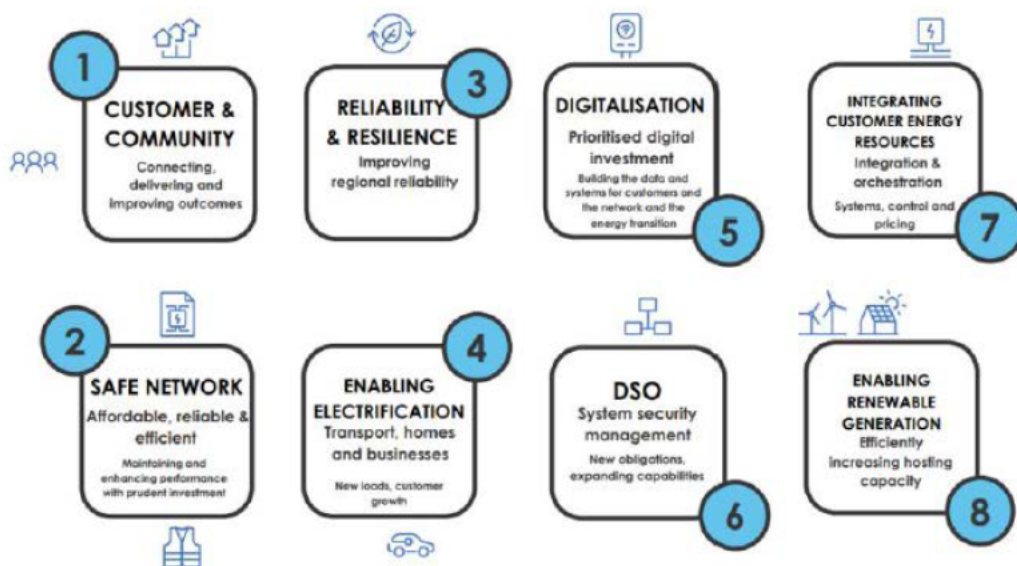 1
CUSTOMER &
COMMUNITY
Connecting,
delivering and
improving outcomes
2
SAFE NETWORK
Affordable, reliable &
efficient
Maintaining and
enhancing performance
with prudent investment
3
RELIABILITY
& RESILIENCE
Improving
regional reliability
4
ENABLING
ELECTRIFICATION
Transport, homes
and businesses
New loads, customer
growth
5
DIGITALISATION
Prioritised digital
investment
Building the data and
systems for customers and
the network and the
energy transition
6
DSO
System security
management
New obligations,
expanding capabilities
7
INTEGRATING
CUSTOMER ENERGY
RESOURCES
Integration &
orchestration
Systems, control and
pricing
8
ENABLING
RENEWABLE
GENERATION
Efficiently
increasing hosting
capacity